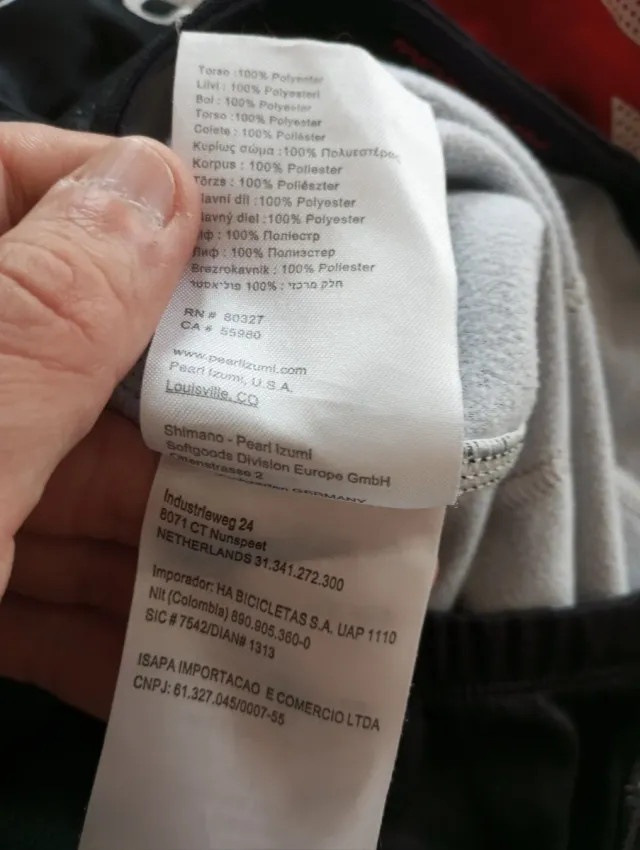 Torso :100% Polyester
Liivi : 100% Polyesteri
Bol : 100% Polyester
Torso :100% Polyester
Colete : 100% Poliéster
Κυρίως σώμα :100% Πολυεστέρας
Korpus : 100% Poliester
Törzs : 100% Poliészter
lavní díl :100% Polyester
lavný diel :100% Polyester
іф : 100% Поліестр
Лиф : 100% Полиэстер
Brezrokavnik : 100% Poliester
חלק מרכזי : 100% פוליאסטר
RN # 80327
CA # 55980
www.pearlizumi.com
Pearl Izumi, U.S.A.
Louisville, CO
Shimano - Pearl Izumi
Softgoods Division Europe GmbH
2
GERMANY
Industrieweg 24
8071 CT Nunspeet
NETHERLANDS 31.341.272.300
Imporador: HA BICICLETAS S.A. UAP 1110
Nit (Colombia) 890.905.360-0
SIC # 7542/DIAN# 1313
ISAPA IMPORTACAO E COMERCIO LTDA
CNPJ: 61.327.045/0007-55